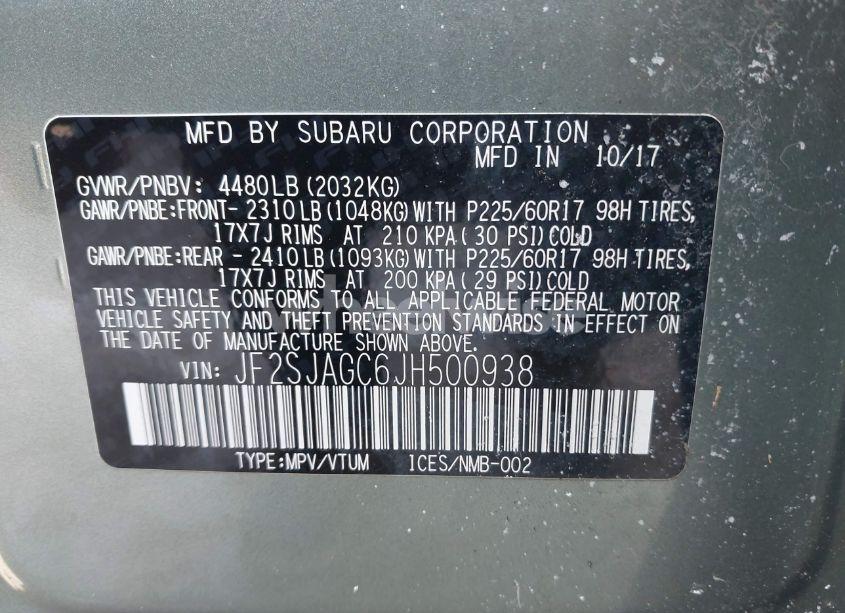 MFD BY SUBARU CORPORATION
MFD IN 10/17
GVWR/PNBV: 4480LB (2032KG)
GAWR/PNBE:FRONT- 2310LB (1048KG) WITH P225/60R17 98H TIRES,
17X7J RIMS AT 210 KPA( 30 PSI) COLD
GAWR/PNBE:REAR - 2410LB (1093KG) WITH P225/60R17 98H TIRES,
17X7J RIMS AT 200 KPA( 29 PSI) COLD
THIS VEHICLE CONFORMS TO ALL APPLICABLE FEDERAL MOTOR
VEHICLE SAFETY AND THEFT PREVENTION STANDARDS IN EFFECT ON
THE DATE OF MANUFACTURE SHOWN ABOVE.
VIN: JF2SJAGC6JH500938
TYPE:MPV/VTUM ICES/NMB-002